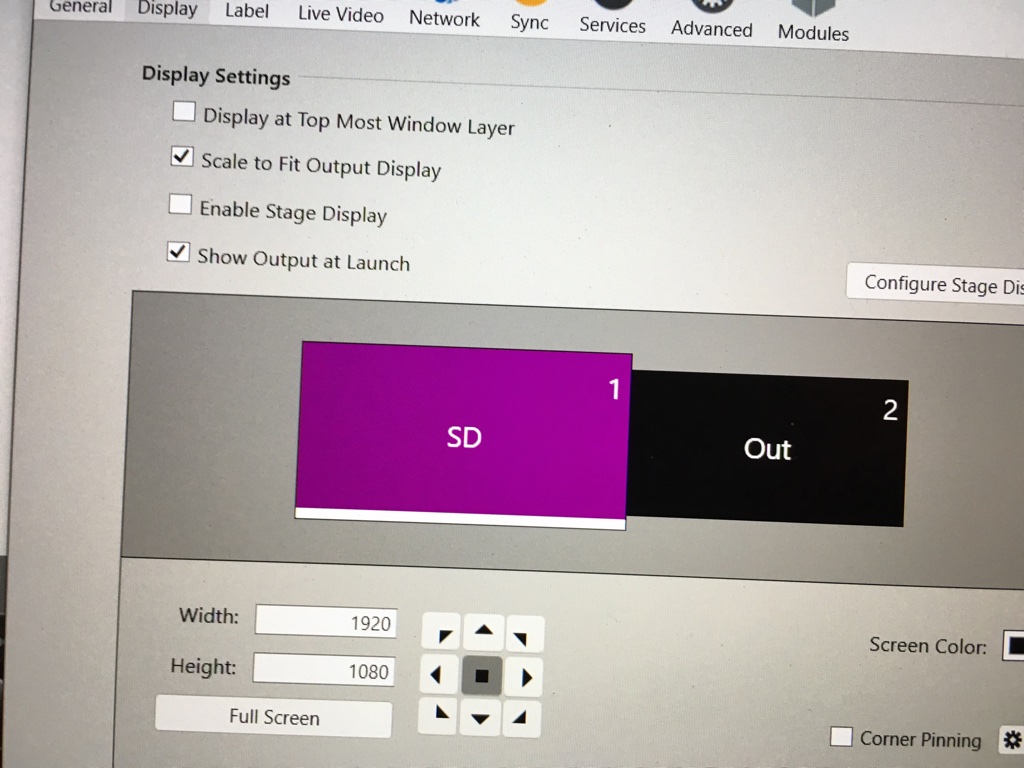 General Display Label Live Video Network Sync Services Advanced Modules
Display Settings
Display at Top Most Window Layer
Scale to Fit Output Display
Enable Stage Display
Show Output at Launch
Configure Stage Dis
1
SD
2
Out
Width: 1920
Height: 1080
Full Screen
Screen Color:
Corner Pinning